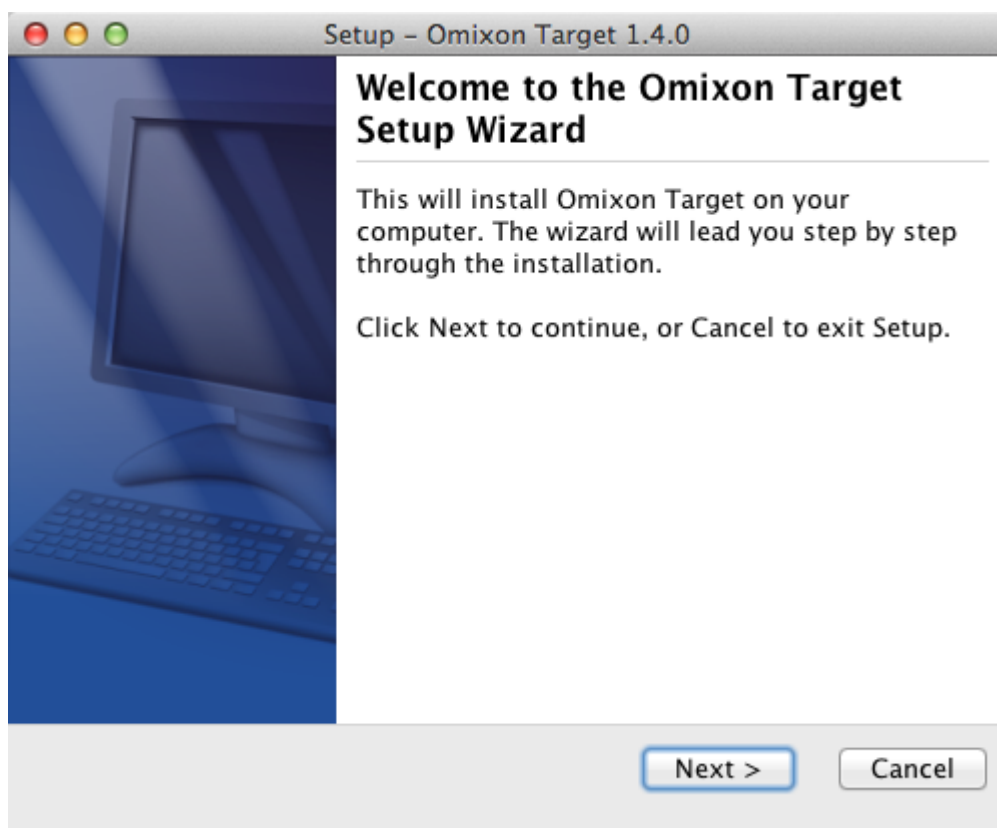 Setup – Omixon Target 1.4.0
Welcome to the Omixon Target
Setup Wizard
This will install Omixon Target on your
computer. The wizard will lead you step by step
through the installation.
Click Next to continue, or Cancel to exit Setup.
Next >
Cancel